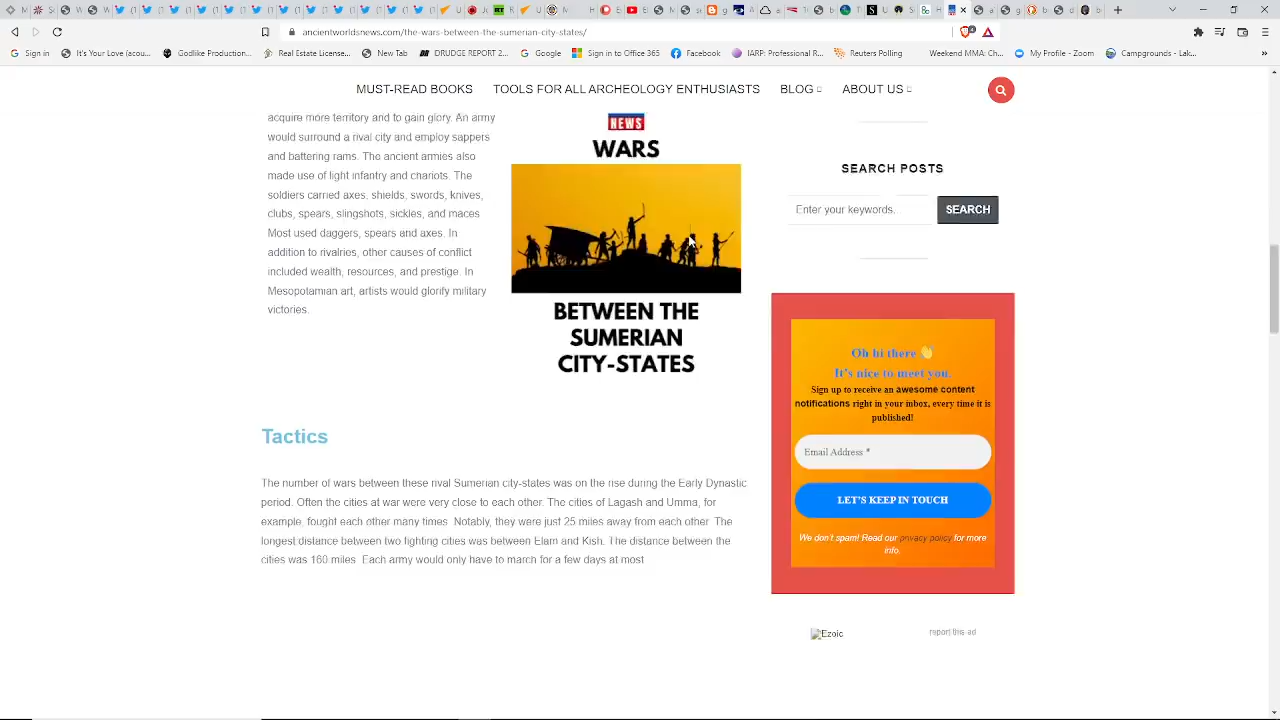 ancientworldsnews.com/the-wars-between-the-sumerian-city-states/
Sign in
It's Your Love (acou...
Godlike Production...
License
Reuters.com
New Tab
DRUDGE REPORT 2...
Google
Sign in to Office 365
Facebook
IARP: Professional R...
Reuters Polling
Weekend MMA: Ch...
My Profile - Zoom
Campground - Lak...
MUST-READ BOOKS
TOOLS FOR ALL ARCHEOLOGY ENTHUSIASTS
BLOG
ABOUT US
acquire more territory and to gain glory. An army
would surround a rival city and employ sappers
and battering rams. The ancient armies also
made use of light infantry and chariots. The
soldiers carried axes, shields, swords, knives,
clubs, spears, slingshots, sickles, and maces
Most used daggers, spears and axes. In
addition to rivalries, other causes of conflict
included wealth, resources, and prestige. In
Mesopotamian art, artists would glorify military
victories.
NEWS
WARS
BETWEEN THE
SUMERIAN
CITY-STATES
Tactics
The number of wars between these rival Sumerian city-states was on the rise during the Early Dynastic
period. Often the cities at war were very close to each other. The cities of Lagash and Umma, for
example, fought each other many times. Notably, they were just 25 miles away from each other. The
longest distance between two fighting cities was between Elam and Kish. The distance between the
cities was 160 miles. Each army would only have to march for a few days at most
SEARCH POSTS
Enter your keywords..
SEARCH
Oh hi there 👋
It's nice to meet you.
Sign up to receive an awesome content
notifications right in your inbox, every time it is
published!
Email Address *
LET'S KEEP IN TOUCH
We don't spam! Read our privacy policy for more
info.
Ezoic
report this ad